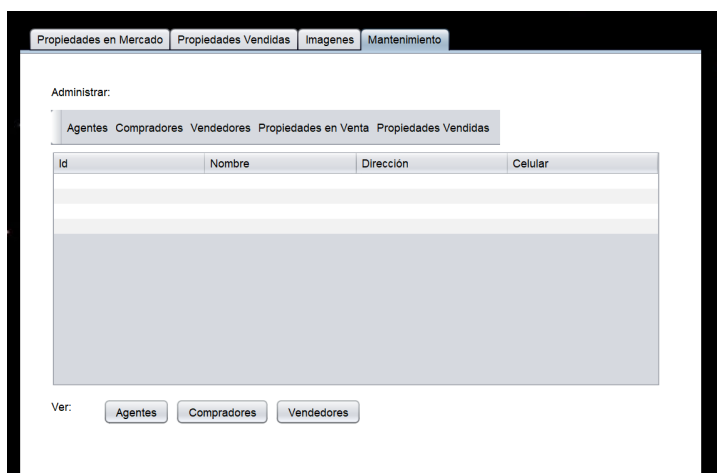 Propiedades en Mercado Propiedades Vendidas Imagenes Mantenimiento
Administrar:
Agentes Compradores Vendedores Propiedades en Venta Propiedades Vendidas
Id Nombre Dirección Celular
Ver: Agentes Compradores Vendedores